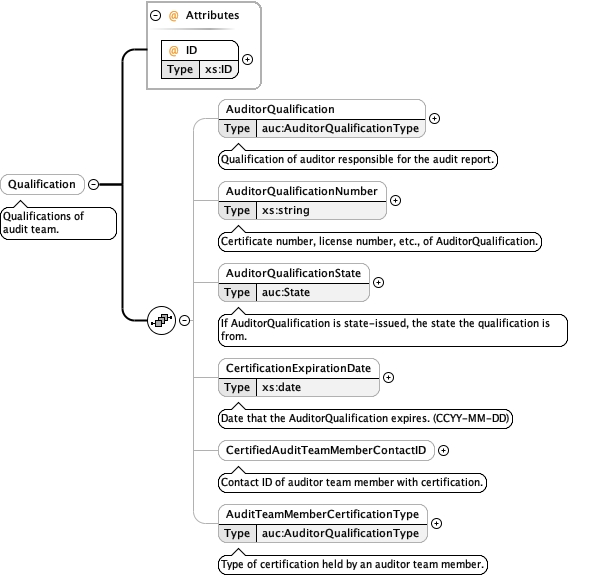 @ Attributes
@ ID
Type xs:ID
AuditorQualification
Type auc:AuditorQualificationType
Qualification of auditor responsible for the audit report.
Qualification
Qualifications of
audit team.
AuditorQualificationNumber
Type xs:string
Certificate number, license number, etc., of AuditorQualification.
AuditorQualificationState
Type auc:State
If AuditorQualification is state-issued, the state the qualification is
from.
CertificationExpirationDate
Type xs:date
Date that the AuditorQualification expires. (CCYY-MM-DD)
CertifiedAuditTeamMemberContactID
Contact ID of auditor team member with certification.
AuditTeamMemberCertificationType
Type auc:AuditorQualificationType
Type of certification held by an auditor team member.